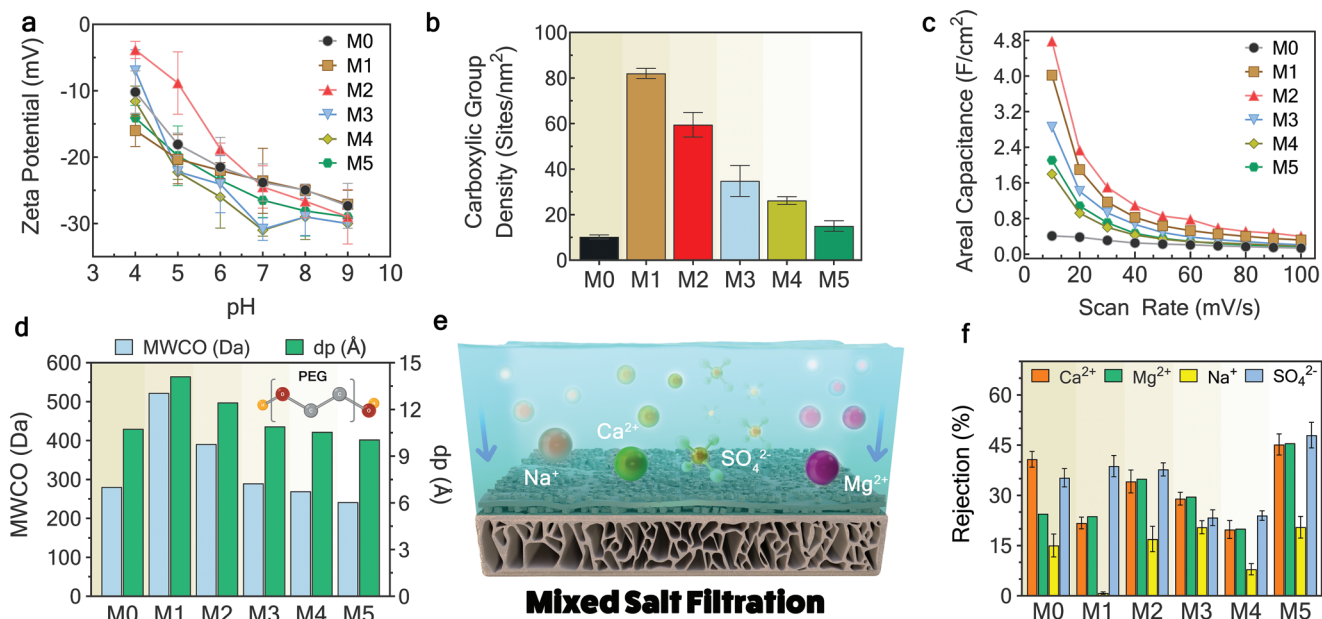 a
Zeta Potential (mV)
0
-10
-20
-30
3 4 5 6 7 8 9 10
pH
M0
M1
M2
M3
M4
M5
b
Carboxylic Group
Density (Sites/nm²)
100
80
60
40
20
0
M0 M1 M2 M3 M4 M5
c
Areal Capacitance (F/cm²)
4.8
4.0
3.2
2.4
1.6
0.8
0.0
20 40 60 80 100
Scan Rate (mV/s)
M0
M1
M2
M3
M4
M5
d
MWCO (Da) dp (Å)
PEG
MWCO (Da)
600
500
400
300
200
100
0
15
12
9
6
3
0
dp (Å)
M0 M1 M2 M3 M4 M5
e
Na⁺
Ca²⁺
SO₄²⁻
Mg²⁺
Mixed Salt Filtration
f
Rejection (%)
60
45
30
15
0
Ca²⁺ Mg²⁺ Na⁺ SO₄²⁻
M0 M1 M2 M3 M4 M5